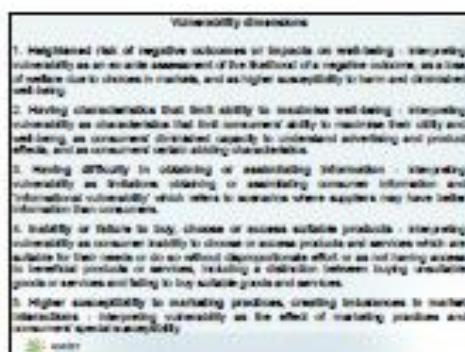 Vulnerability dimensions
1. Heightened risk of negative outcomes or impacts on well-being - interpreting
vulnerability as an ex-ante assessment of the likelihood of a negative outcome, as a loss
of welfare due to choices in markets, and as higher susceptibility to harm and diminished
well-being.
2. Having characteristics that limit ability to maximise well-being - interpreting
vulnerability as characteristics that limit consumers' ability to maximise their utility and
well-being, as consumers' diminished capacity to understand advertising and product
effects, and as consumers' certain abiding characteristics.
3. Having difficulty in obtaining or assimilating information - interpreting
vulnerability as limitations obtaining or assimilating consumer information and
'informational vulnerability' which refers to scenarios where suppliers may have better
information than consumers.
4. Inability or failure to buy, choose or access suitable products - interpreting
vulnerability as consumer inability to choose or access products and services which are
suitable for their needs or do so without disproportionate effort or as not having access
to beneficial products or services, including a distinction between buying unsuitable
goods or services and failing to buy suitable goods and services.
5. Higher susceptibility to marketing practices, creating imbalances in market
interactions - interpreting vulnerability as the effect of marketing practices and
consumers' special susceptibility.